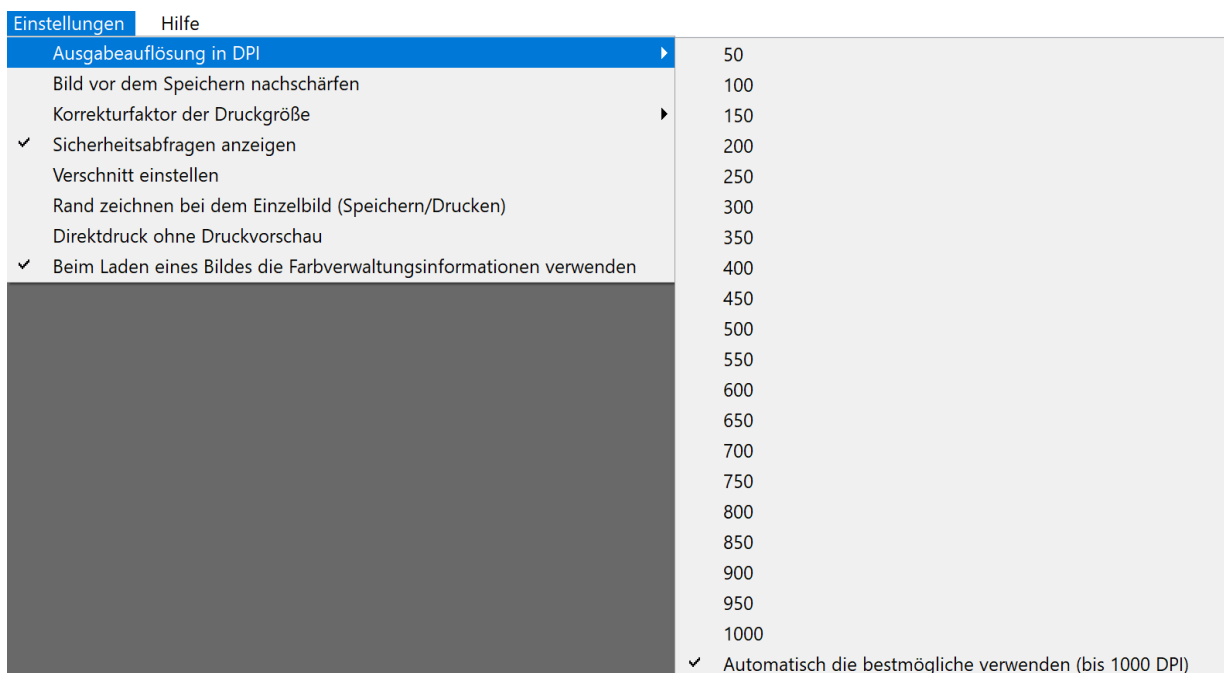 Einstellungen Hilfe
Ausgabeauflösung in DPI
Bild vor dem Speichern nachschärfen
Korrekturfaktor der Druckgröße
Sicherheitsabfragen anzeigen
Verschnitt einstellen
Rand zeichnen bei dem Einzelbild (Speichern/Drucken)
Direktdruck ohne Druckvorschau
Beim Laden eines Bildes die Farbverwaltungsinformationen verwenden
50
100
150
200
250
300
350
400
450
500
550
600
650
700
750
800
850
900
950
1000
Automatisch die bestmögliche verwenden (bis 1000 DPI)